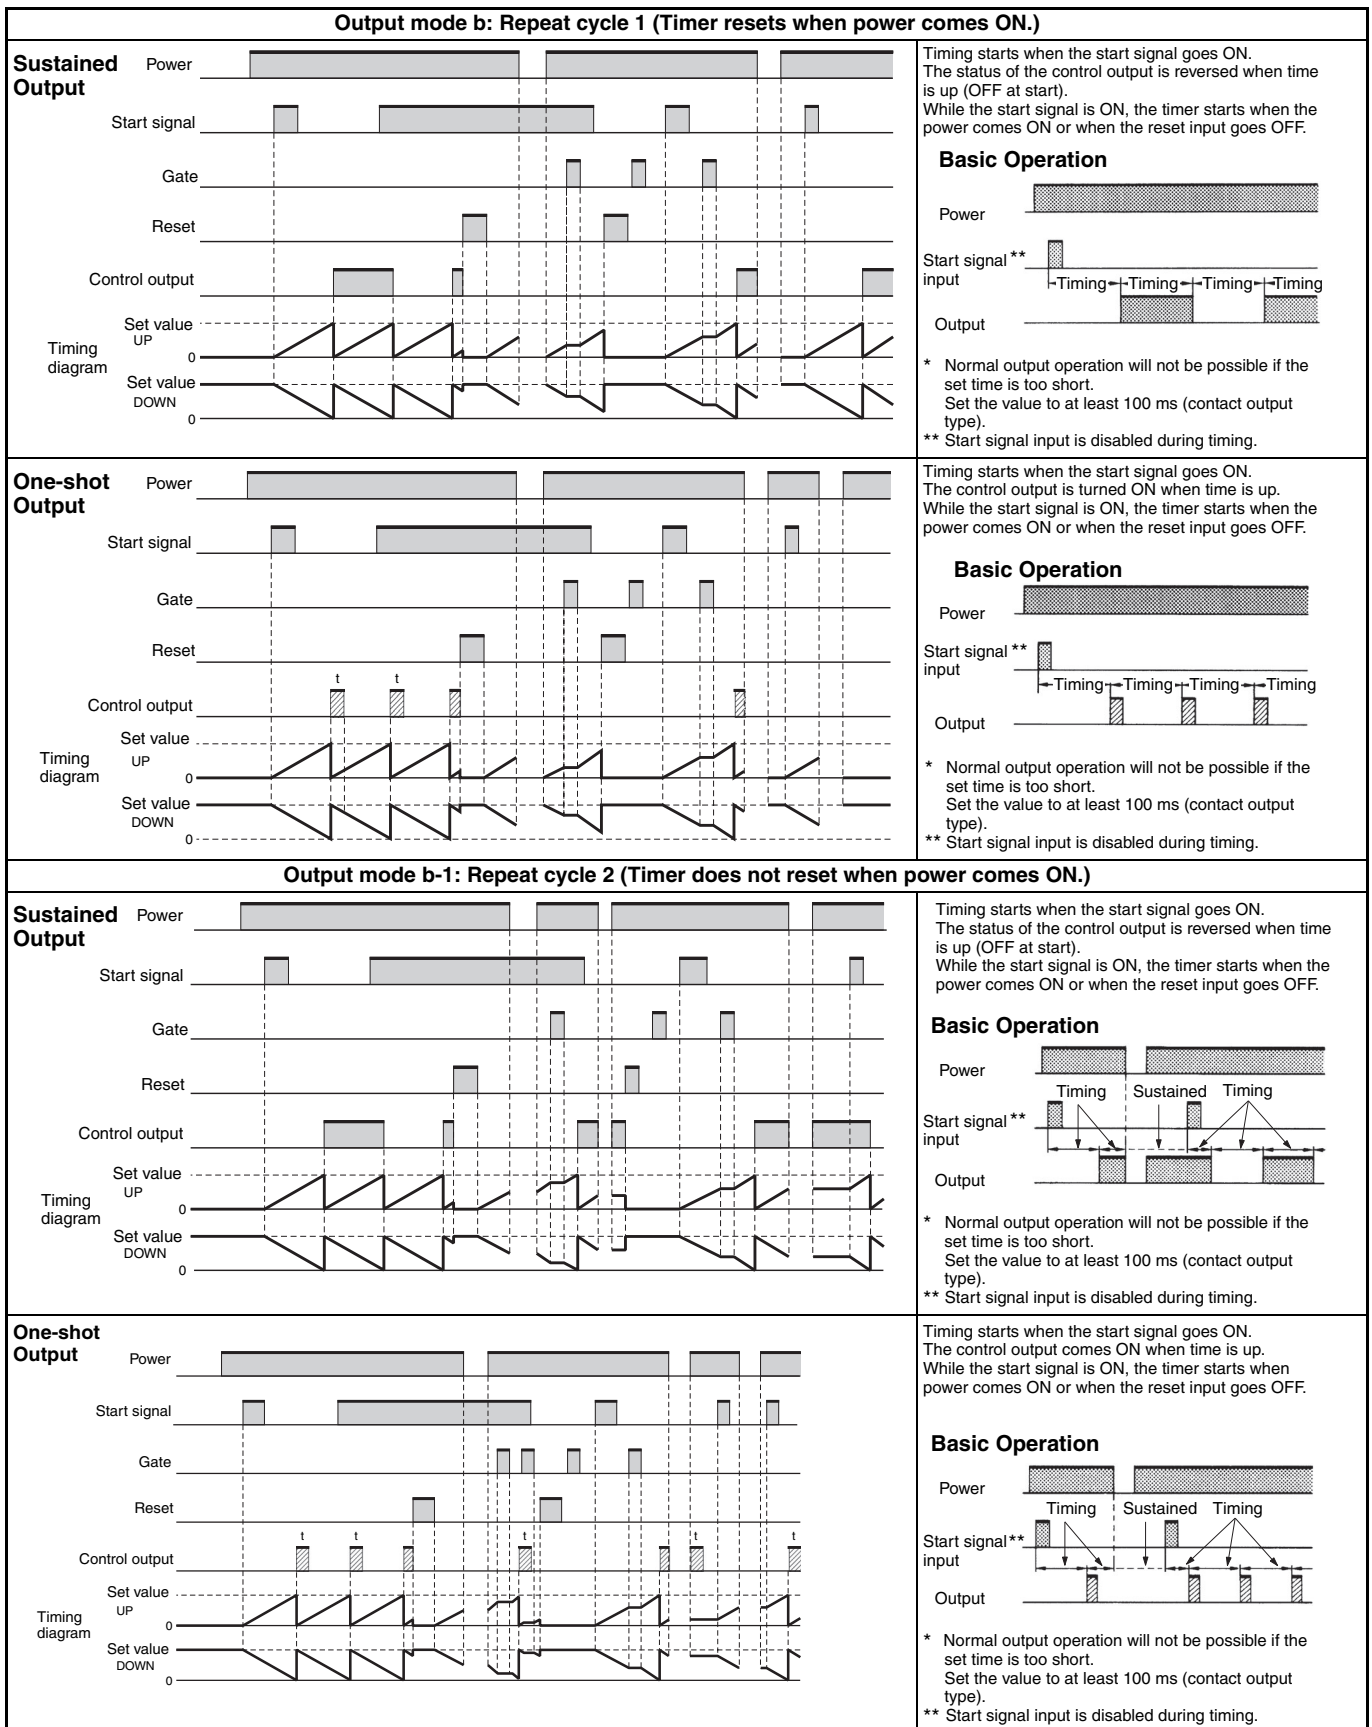 Output mode b: Repeat cycle 1 (Timer resets when power comes ON.)
Sustained
Output
Power
Start signal
Gate
Reset
Control output
Set value
UP
0
Timing
diagram
Set value
DOWN
0
Timing starts when the start signal goes ON.
The status of the control output is reversed when time
is up (OFF at start).
While the start signal is ON, the timer starts when the
power comes ON or when the reset input goes OFF.
Basic Operation
Power
Start signal **
input
Timing Timing Timing Timing
Output
* Normal output operation will not be possible if the
set time is too short.
Set the value to at least 100 ms (contact output
type).
** Start signal input is disabled during timing.
One-shot
Output
Power
Start signal
Gate
Reset
t t
Control output
Set value
UP
0
Timing
diagram
Set value
DOWN
0
Timing starts when the start signal goes ON.
The control output is turned ON when time is up.
While the start signal is ON, the timer starts when the
power comes ON or when the reset input goes OFF.
Basic Operation
Power
Start signal **
input
Timing Timing Timing Timing
Output
* Normal output operation will not be possible if the
set time is too short.
Set the value to at least 100 ms (contact output
type).
** Start signal input is disabled during timing.
Output mode b-1: Repeat cycle 2 (Timer does not reset when power comes ON.)
Sustained
Output
Power
Start signal
Gate
Reset
Control output
Set value
UP
0
Timing
diagram
Set value
DOWN
0
Timing starts when the start signal goes ON.
The status of the control output is reversed when time
is up (OFF at start).
While the start signal is ON, the timer starts when the
power comes ON or when the reset input goes OFF.
Basic Operation
Power
Timing Sustained Timing
Start signal **
input
Output
* Normal output operation will not be possible if the
set time is too short.
Set the value to at least 100 ms (contact output
type).
** Start signal input is disabled during timing.
One-shot
Output
Power
Start signal
Gate
Reset
t t t t t
Control output
Set value
UP
0
Timing
diagram
Set value
DOWN
0
Timing starts when the start signal goes ON.
The control output comes ON when time is up.
While the start signal is ON, the timer starts when
power comes ON or when the reset input goes OFF.
Basic Operation
Power
Timing Sustained Timing
Start signal **
input
Output
* Normal output operation will not be possible if the
set time is too short.
Set the value to at least 100 ms (contact output
type).
** Start signal input is disabled during timing.